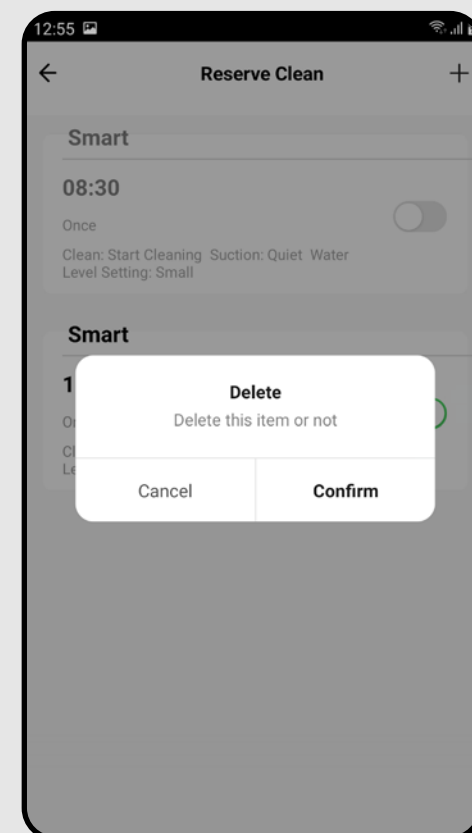 12:55
Reserve Clean
Smart
08:30
Once
Clean: Start Cleaning Suction: Quiet Water
Level Setting: Small
Smart
Delete
Delete this item or not
Cancel
Confirm